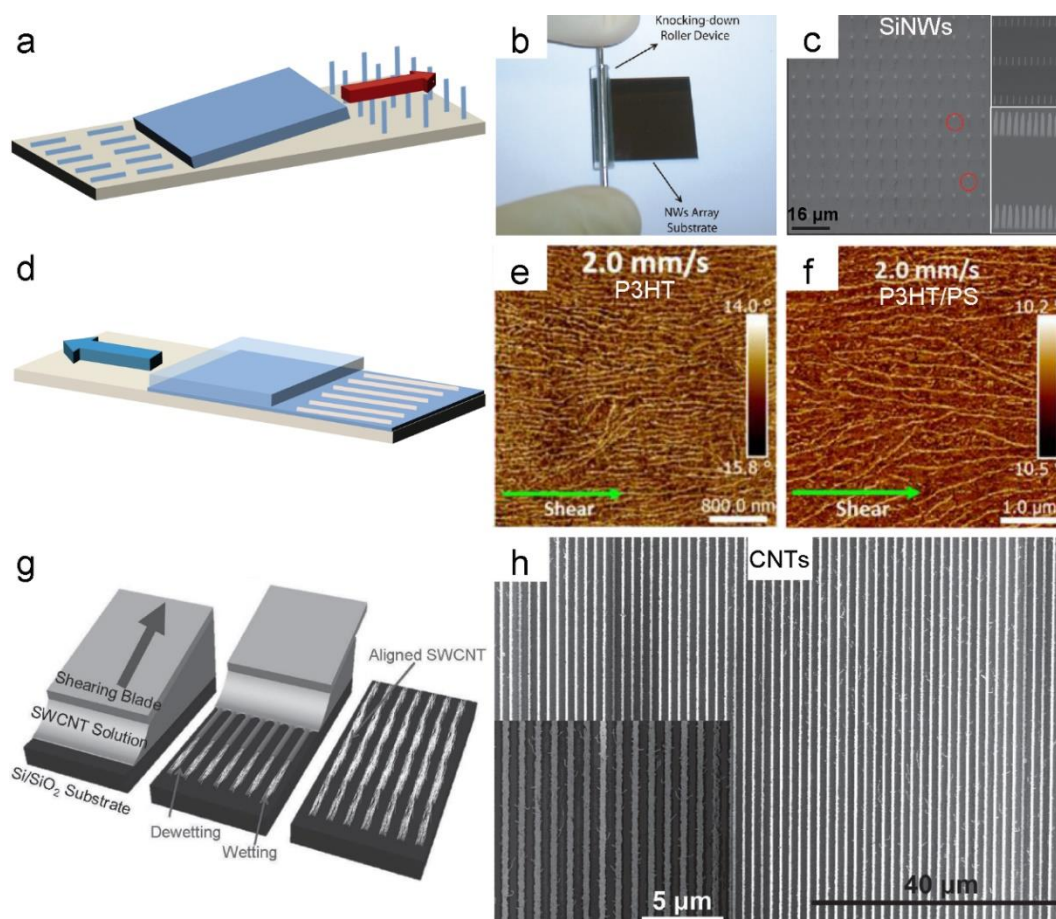 a
b
Knocking-down
Roller Device
NWs Array
Substrate
c
SiNWs
16 μm
d
e
2.0 mm/s
P3HT
14.0 °
-15.8 °
Shear
800.0 nm
f
2.0 mm/s
P3HT/PS
10.2 °
-10.5 °
Shear
1.0 μm
g
Shearing Blade
SWCNT Solution
Si/SiO₂ Substrate
Dewetting
Wetting
Aligned SWCNT
h
CNTs
5 μm
40 μm